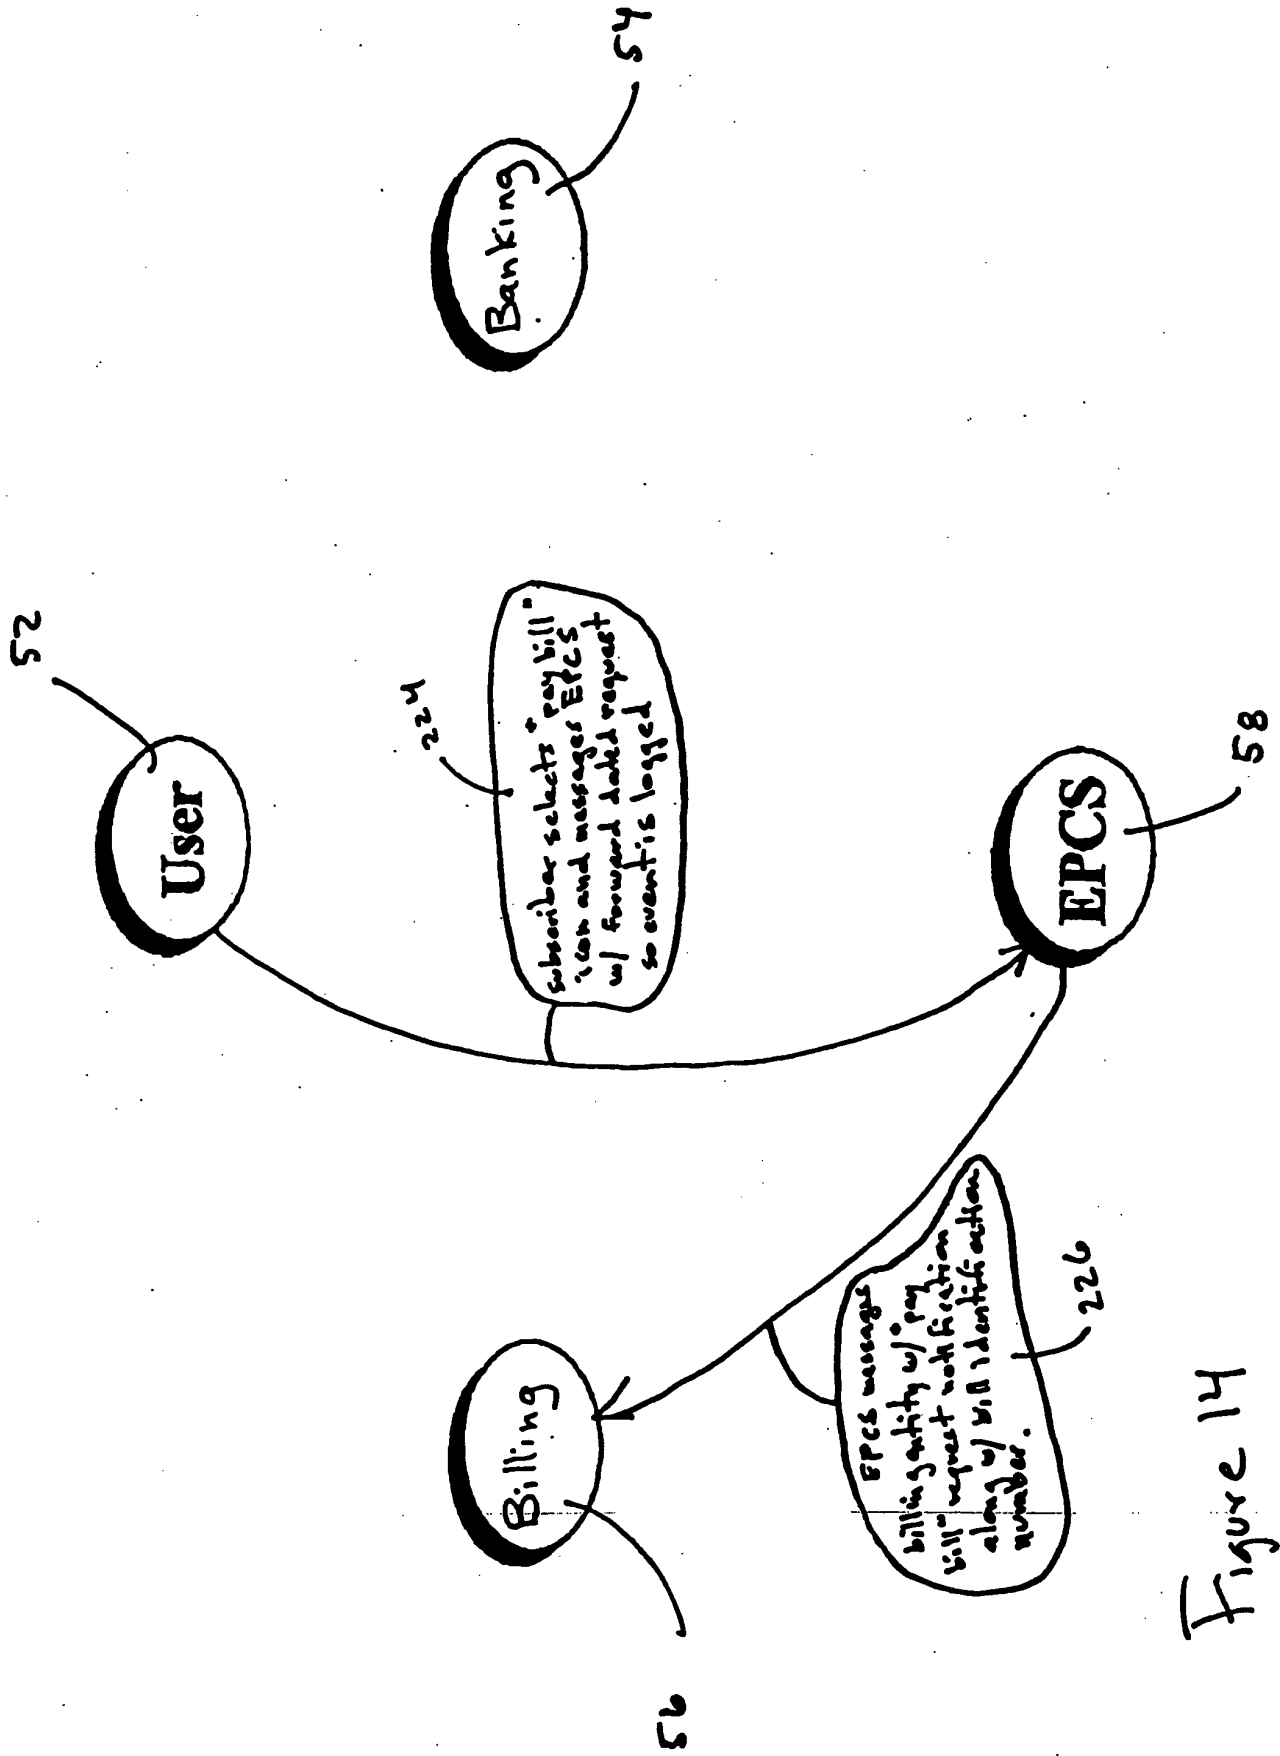 52
User
224
subscriber selects "pay bill"
icon and messages EPCS
w/ forward dated request
so event is logged
Billing
56
Banking
54
EPCS messages
billing entity w/ "pay
bill" request notification
along w/ bill identification
number.
226
EPCS
58
Figure 14